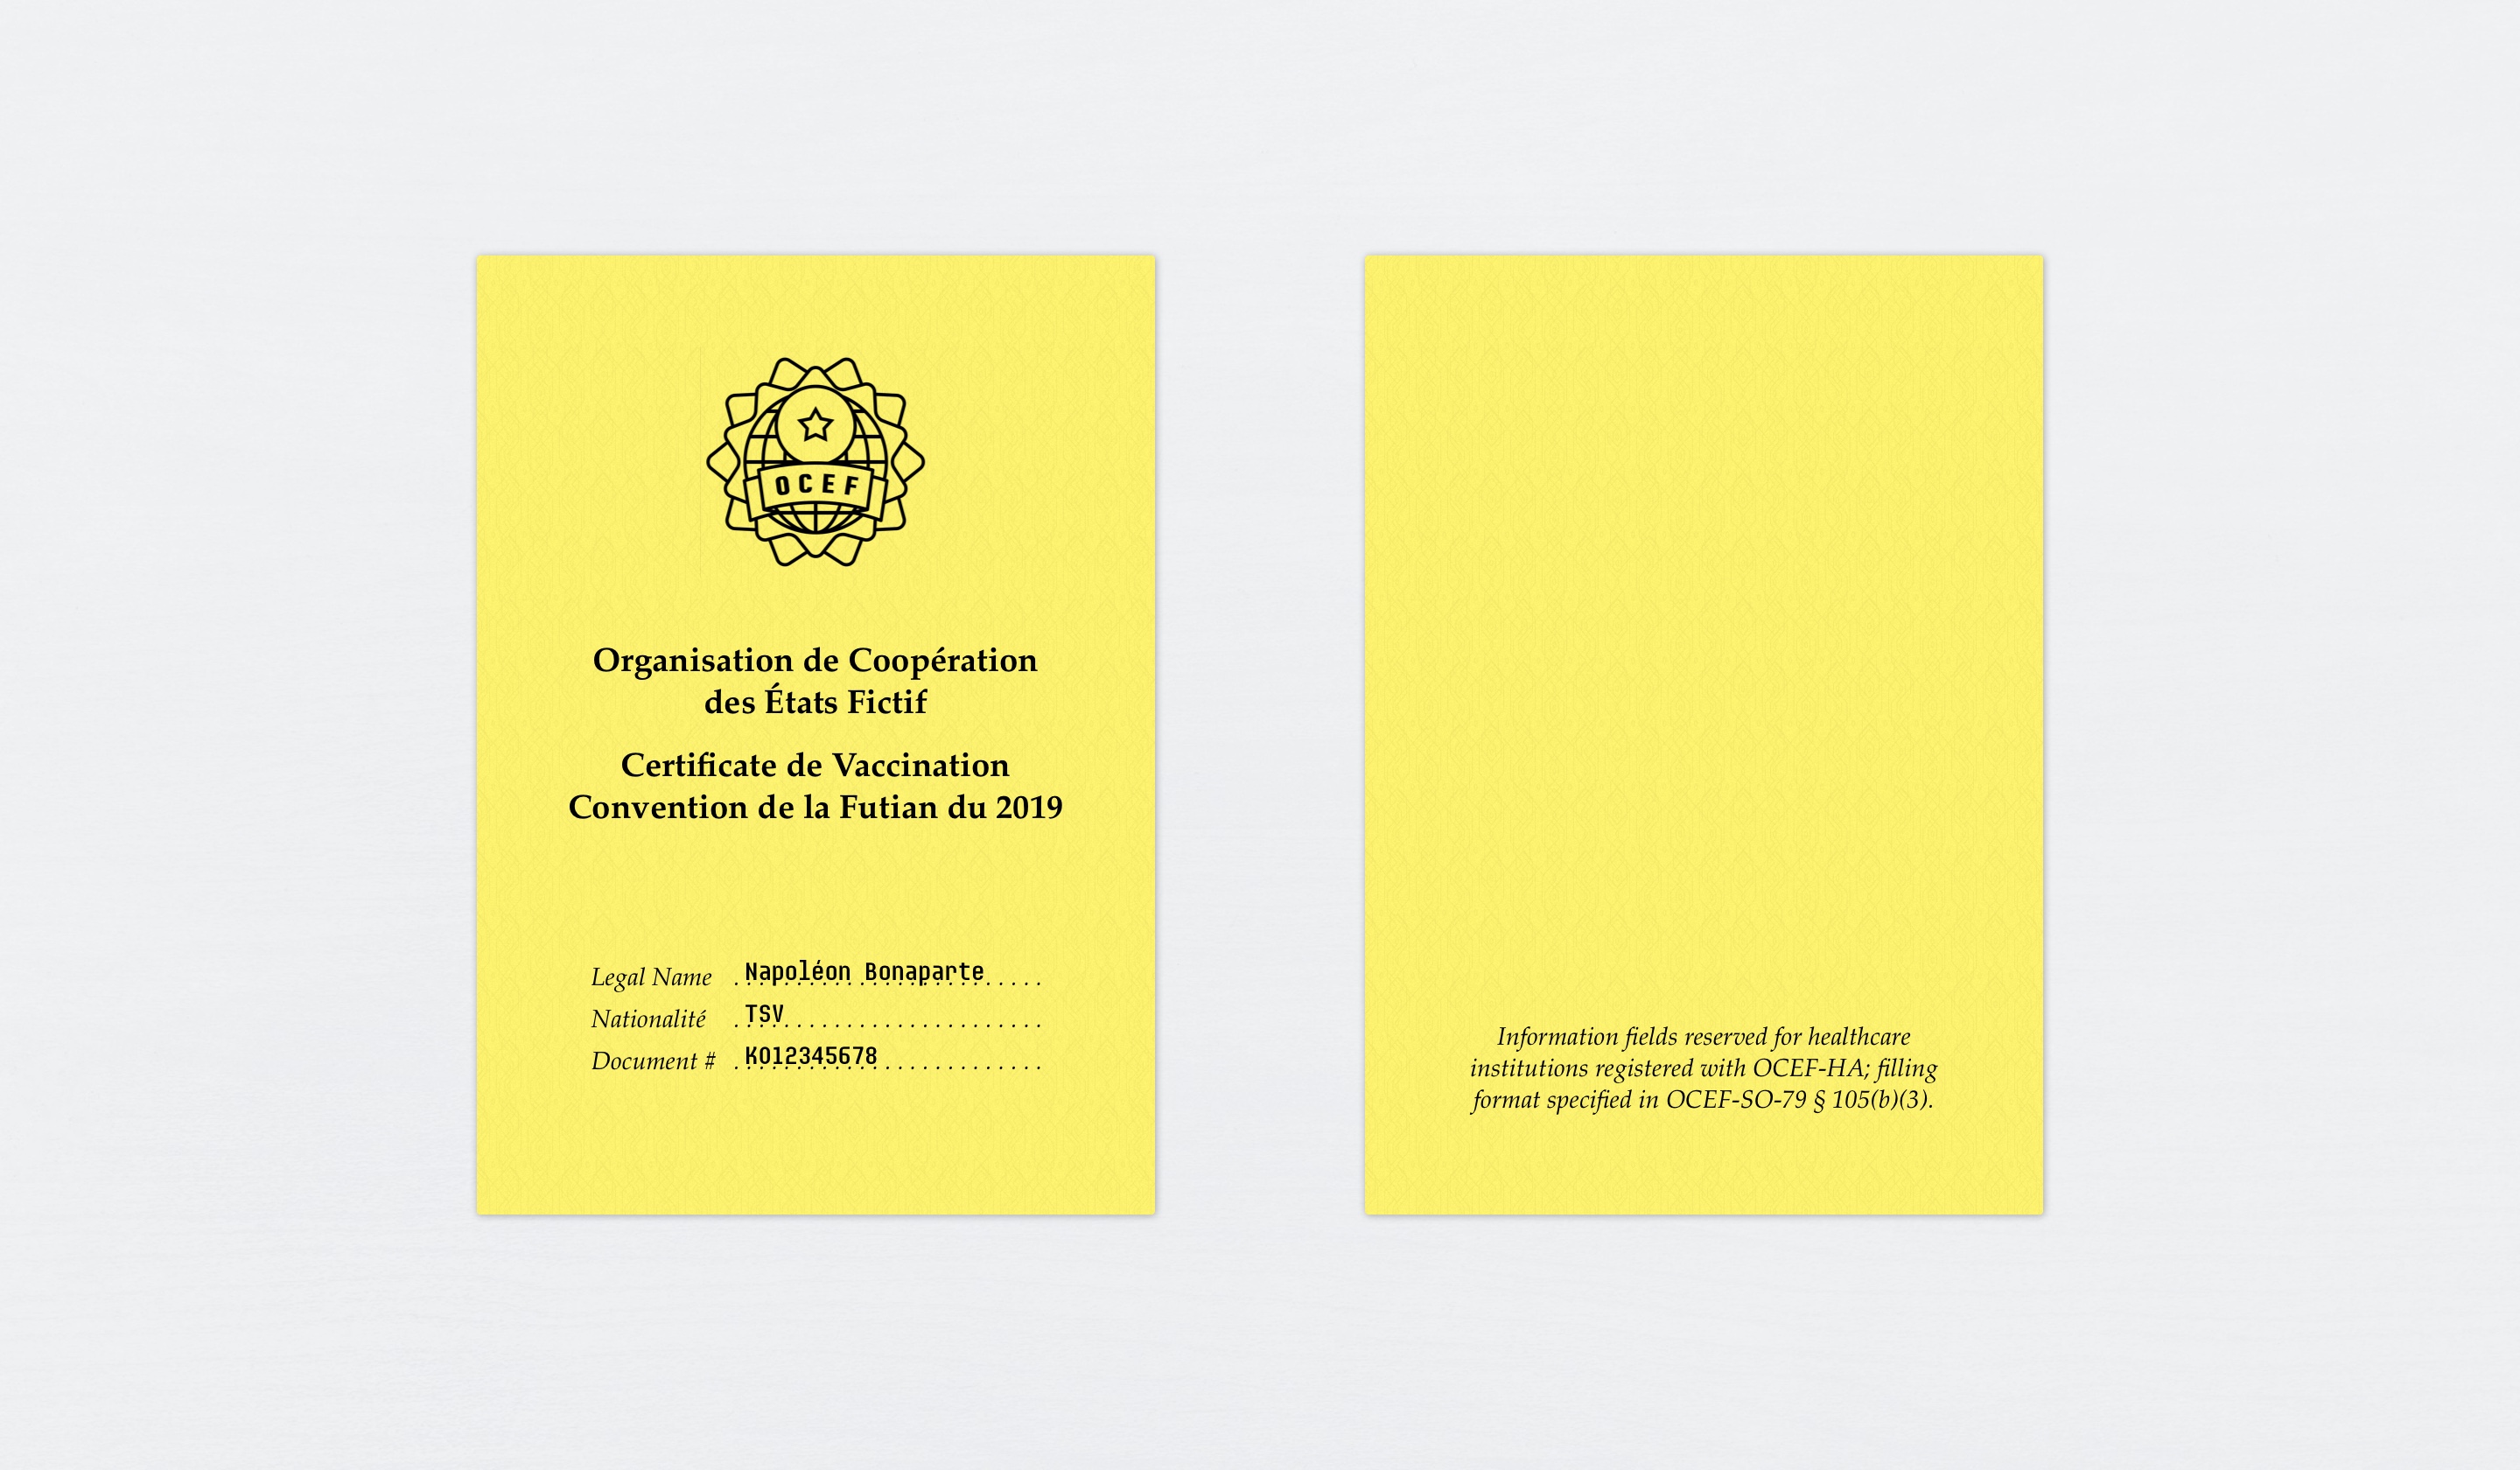 OCEF
Organisation de Coopération
des États Fictif
Certificate de Vaccination
Convention de la Futian du 2019
Legal Name Napoléon Bonaparte
Nationalité TSV
Document # K012345678
Information fields reserved for healthcare
institutions registered with OCEF-HA; filling
format specified in OCEF-SO-79 § 105(b)(3).